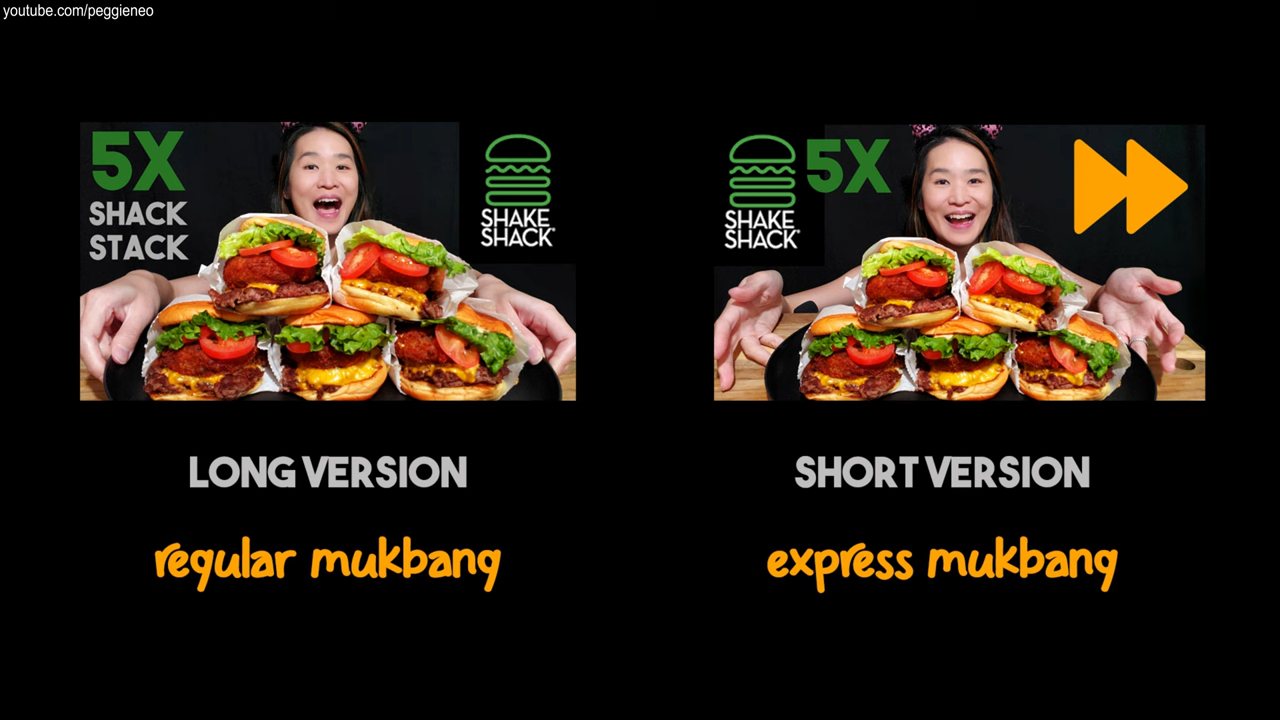 youtube.com/peggieneo
5X
SHACK
STACK
SHAKE
SHACK
SHAKE
SHACK
5X
LONG VERSION
SHORT VERSION
regular mukbang
express mukbang